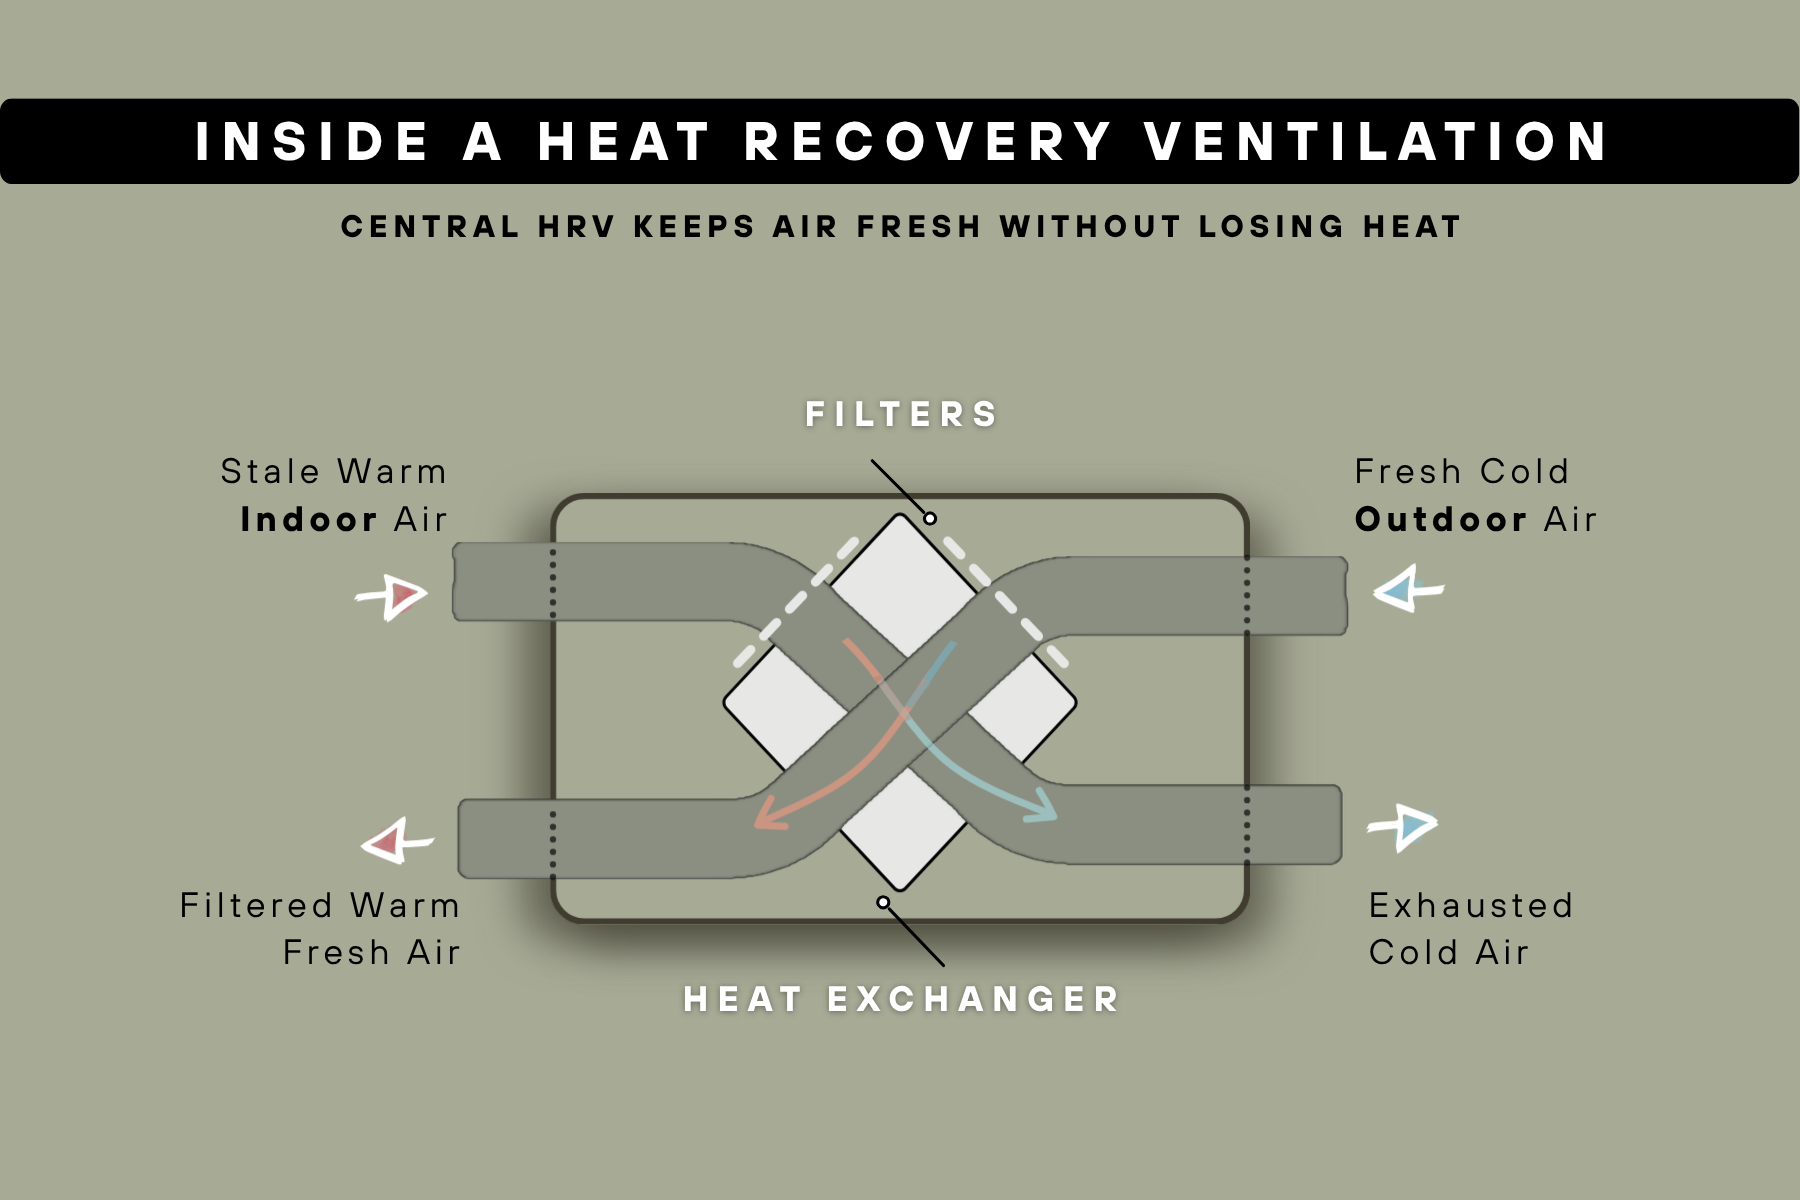 INSIDE A HEAT RECOVERY VENTILATION
CENTRAL HRV KEEPS AIR FRESH WITHOUT LOSING HEAT
FILTERS
Stale Warm
Indoor Air
Fresh Cold
Outdoor Air
Filtered Warm
Fresh Air
Exhausted
Cold Air
HEAT EXCHANGER